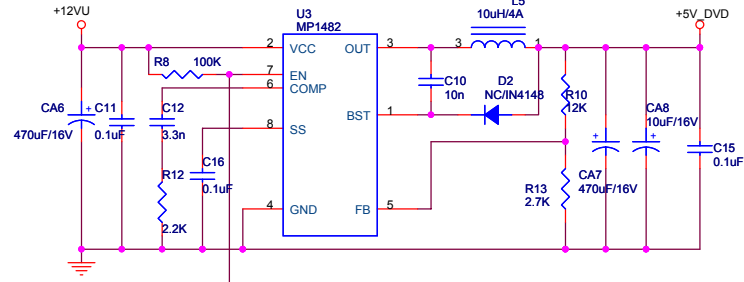 L5
+12VU
U3
10uH/4A
+5V_DVD
MP1482
2
VCC
OUT
3
3
1
R8
100K
7
EN
C10
10n
D2
NC/IN4148
R10
12K
6
COMP
CA6
470uF/16V
C11
0.1uF
C12
3.3n
BST
1
CA8
10uF/16V
8
SS
C15
0.1uF
C16
0.1uF
R12
2.2K
CA7
470uF/16V
R13
2.7K
4
GND
FB
5
+
+
+